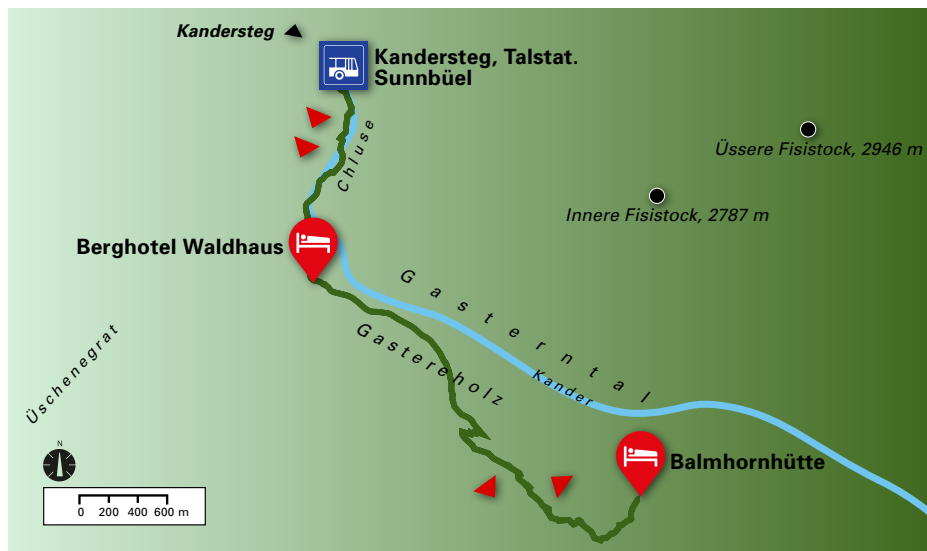 Kandersteg
Kandersteg, Talstat.
Sunnbüel
Chluse
Üssere Fisistock, 2946 m
Innere Fisistock, 2787 m
Berghotel Waldhaus
Gasterntal
Gastereholz
Kander
Üschenegrat
Balmhornhütte
N
0 200 400 600 m